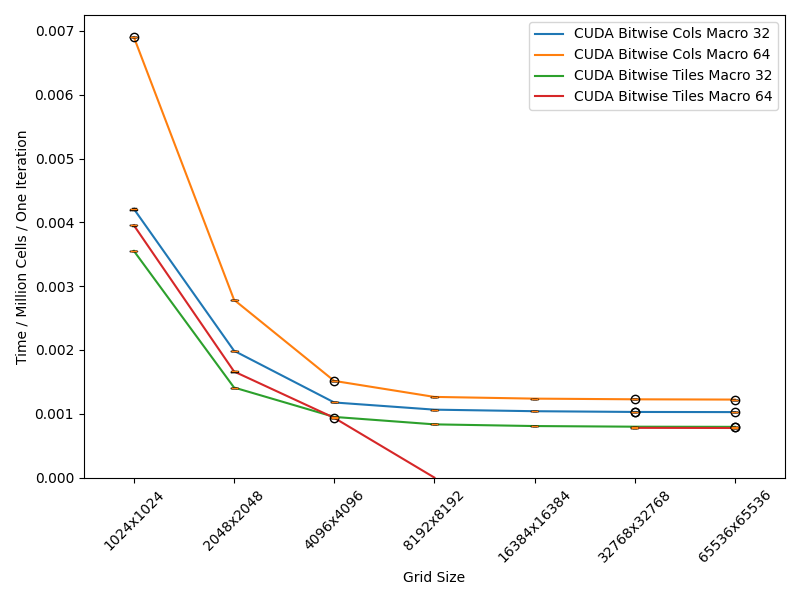 CUDA Bitwise Cols Macro 32
CUDA Bitwise Cols Macro 64
CUDA Bitwise Tiles Macro 32
CUDA Bitwise Tiles Macro 64
Time / Million Cells / One Iteration
0.007
0.006
0.005
0.004
0.003
0.002
0.001
0.000
1024x1024
2048x2048
4096x4096
8192x8192
16384x16384
32768x32768
65536x65536
Grid Size